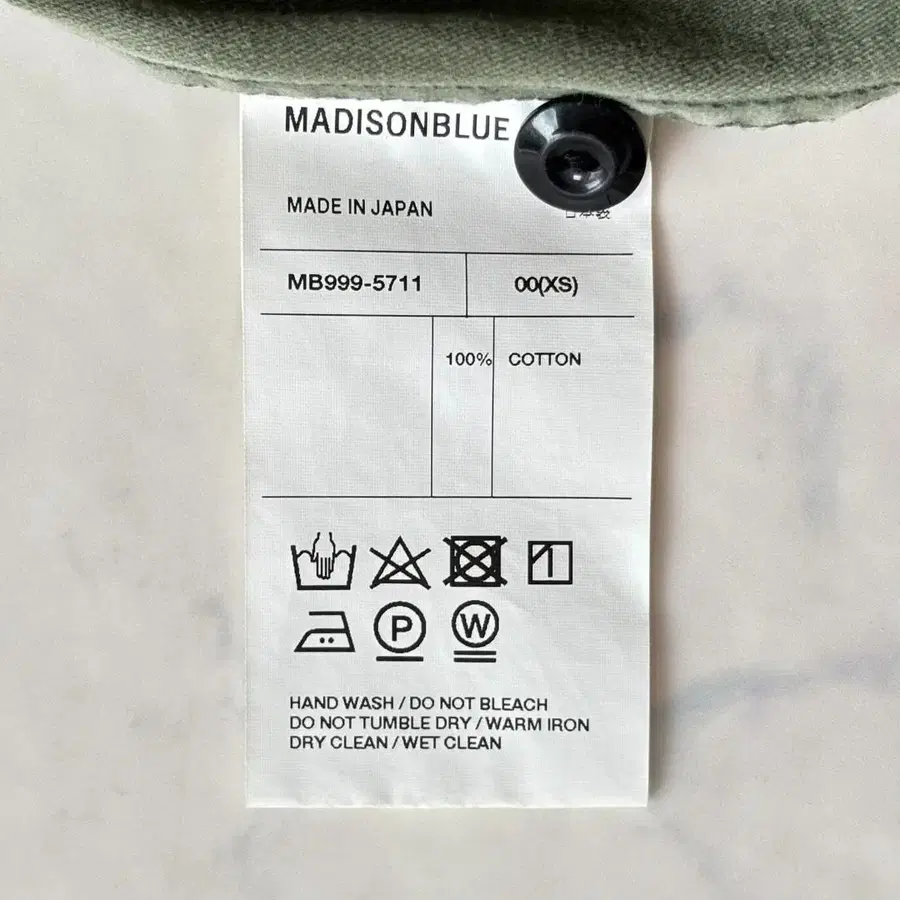 MADISONBLUE
MADE IN JAPAN
MB999-5711 00(XS)
100% COTTON
P W
HAND WASH / DO NOT BLEACH
DO NOT TUMBLE DRY / WARM IRON
DRY CLEAN / WET CLEAN